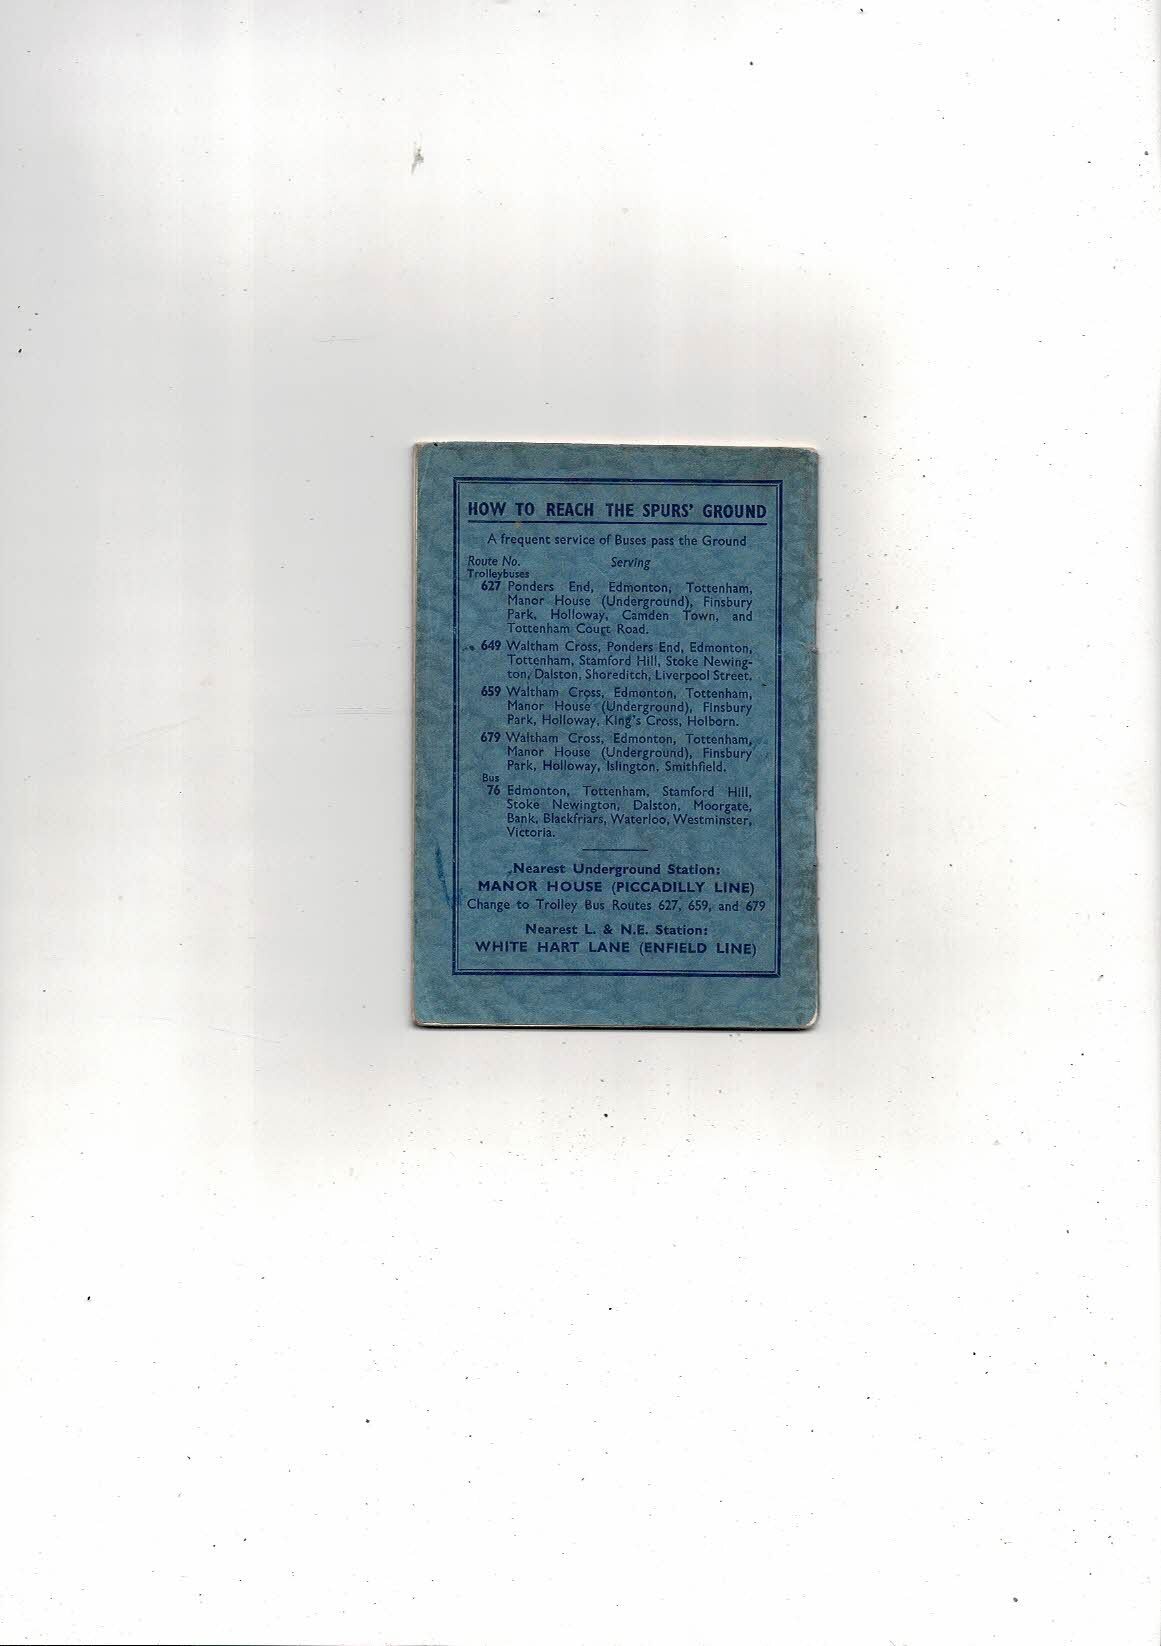 HOW TO REACH THE SPURS' GROUND
A frequent service of Buses pass the Ground
Route No. Serving
Trolleybuses
627 Ponders End, Edmonton, Tottenham,
Manor House (Underground), Finsbury
Park, Holloway, Camden Town, and
Tottenham Court Road.
649 Waltham Cross, Ponders End, Edmonton,
Tottenham, Stamford Hill, Stoke Newing-
ton, Dalston, Shoreditch, Liverpool Street.
659 Waltham Cross, Edmonton, Tottenham,
Manor House (Underground), Finsbury
Park, Holloway, King's Cross, Holborn.
679 Waltham Cross, Edmonton, Tottenham,
Manor House (Underground), Finsbury
Park, Holloway, Islington, Smithfield.
Bus
76 Edmonton, Tottenham, Stamford Hill,
Stoke Newington, Dalston, Moorgate,
Bank, Blackfriars, Waterloo, Westminster,
Victoria.
Nearest Underground Station:
MANOR HOUSE (PICCADILLY LINE)
Change to Trolley Bus Routes 627, 659, and 679
Nearest L. & N.E. Station:
WHITE HART LANE (ENFIELD LINE)